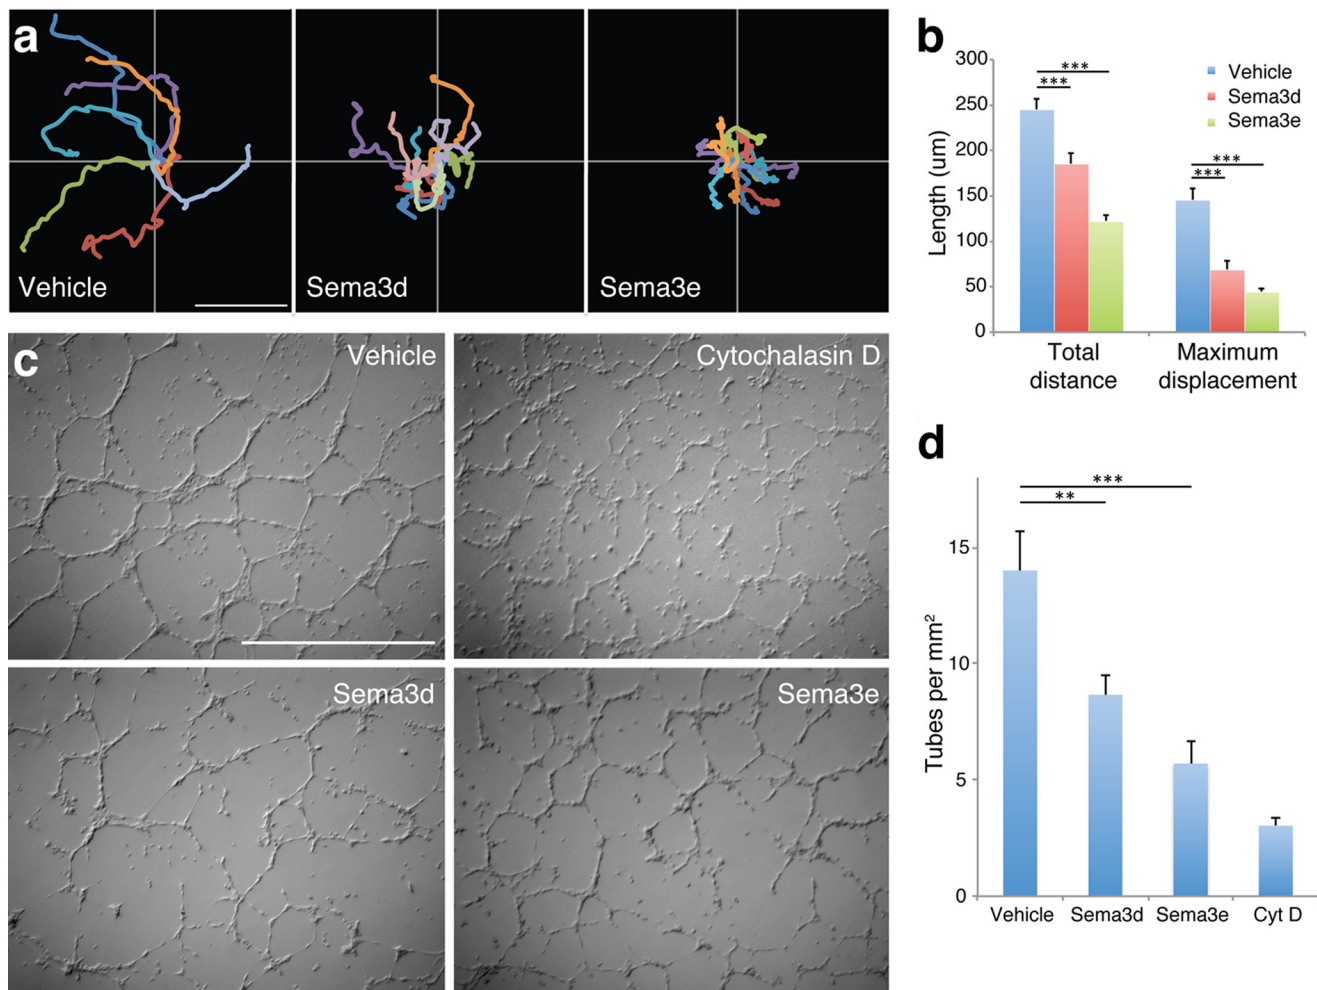 a
Vehicle
Sema3d
Sema3e
b
300
250
200
150
100
50
0
Length (um)
***
***
***
***
Vehicle
Sema3d
Sema3e
Total
distance
Maximum
displacement
c
Vehicle
Cytochalasin D
Sema3d
Sema3e
d
15
10
5
0
Tubes per mm²
***
**
Vehicle
Sema3d
Sema3e
Cyt D